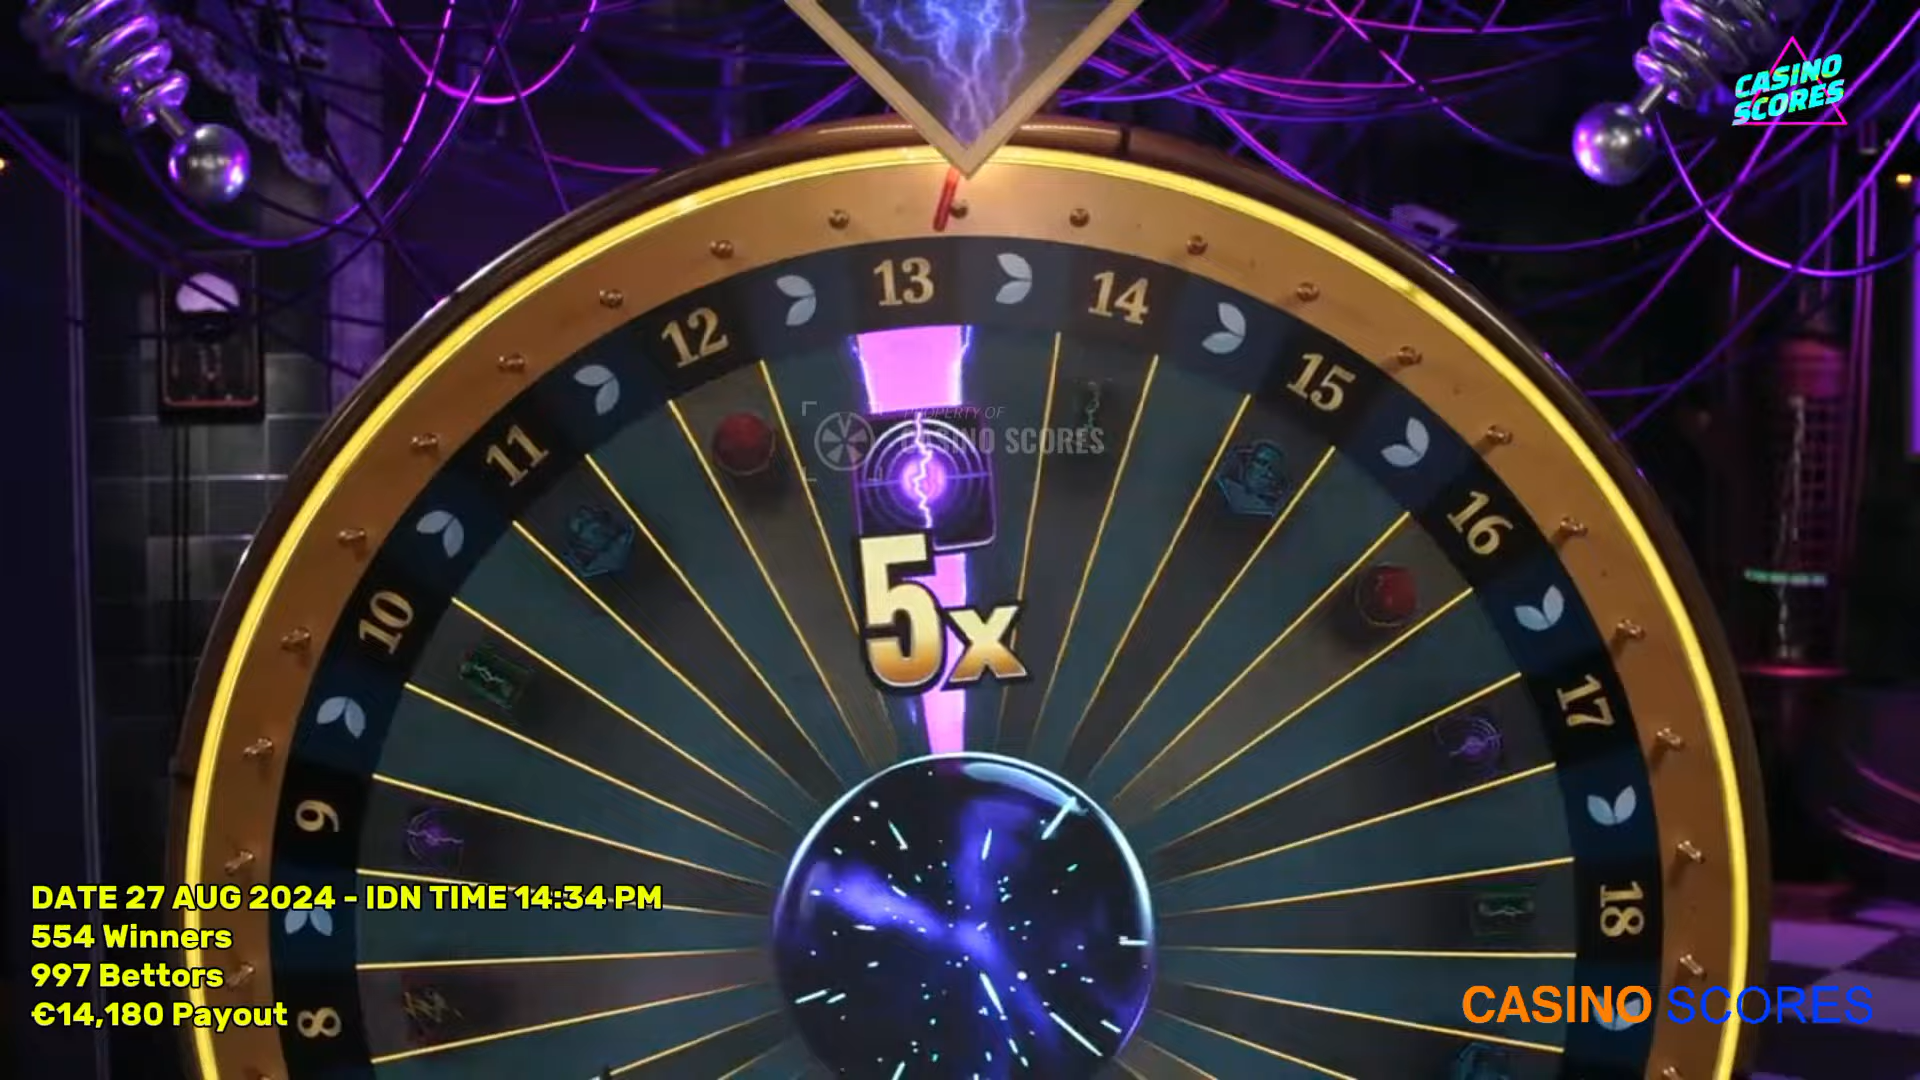 CASINO
SCORES
13
14
12
15
11
16
PROPERTY OF
CASINO SCORES
10
5x
17
9
18
8
DATE 27 AUG 2024 - IDN TIME 14:34 PM
554 Winners
997 Bettors
€14,180 Payout
CASINO SCORES